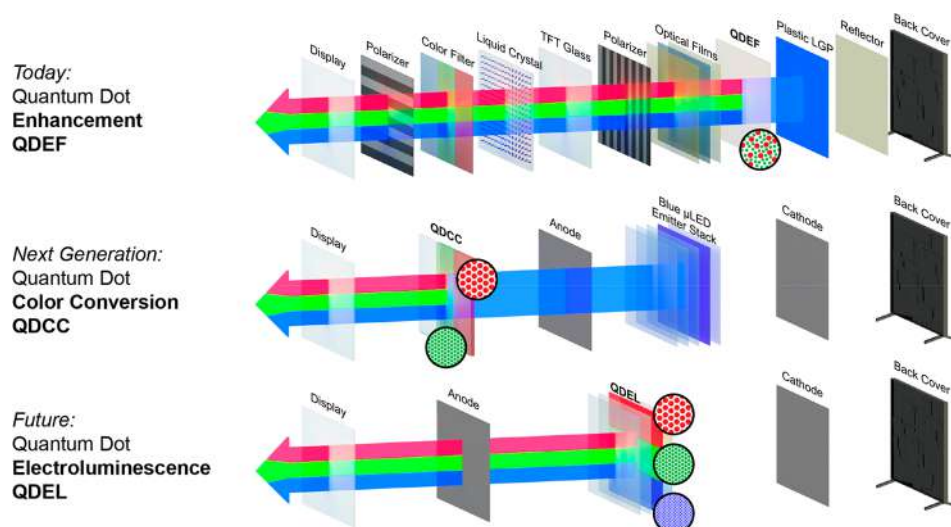 Today:
Quantum Dot
Enhancement
QDEF
Display
Polarizer
Color Filter
Liquid Crystal
TFT Glass
Polarizer
Optical Films
QDEF
Plastic LGP
Reflector
Back Cover
Next Generation:
Quantum Dot
Color Conversion
QDCC
Display
QDCC
Anode
Blue µLED
Emitter Stack
Cathode
Back Cover
Future:
Quantum Dot
Electroluminescence
QDEL
Display
Anode
QDEL
Cathode
Back Cover